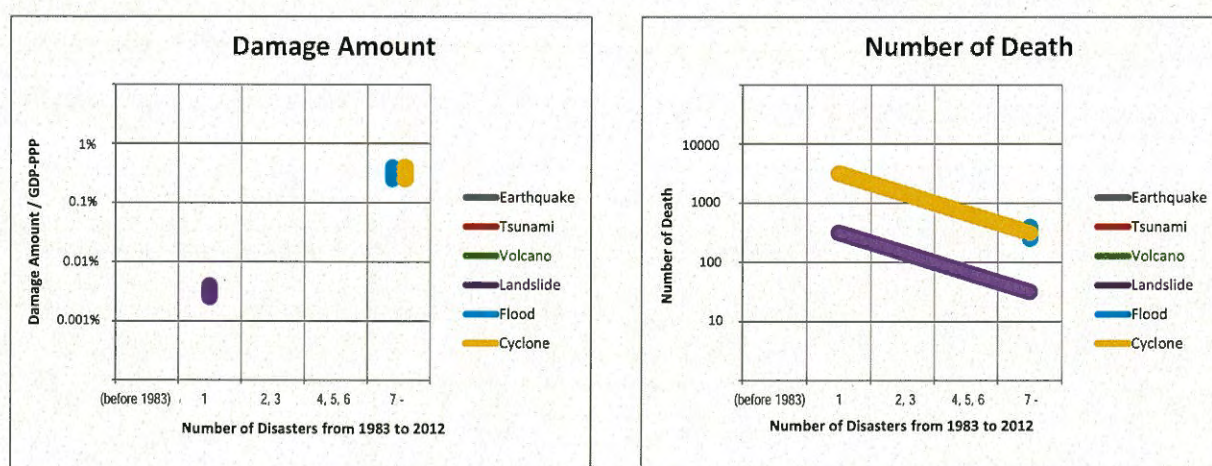 Damage Amount
Damage Amount / GDP-PPP
1%
0.1%
0.01%
0.001%
(before 1983)
1
2, 3
4, 5, 6
7 -
Number of Disasters from 1983 to 2012
Earthquake
Tsunami
Volcano
Landslide
Flood
Cyclone
Number of Death
Number of Death
10000
1000
100
10
(before 1983)
1
2, 3
4, 5, 6
7 -
Number of Disasters from 1983 to 2012
Earthquake
Tsunami
Volcano
Landslide
Flood
Cyclone